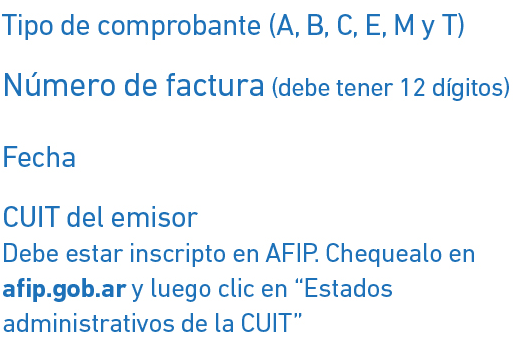 Tipo de comprobante (A, B, C, E, M y T)
Número de factura (debe tener 12 dígitos)
Fecha
CUIT del emisor
Debe estar inscripto en AFIP. Chequealo en
afip.gob.ar y luego clic en “Estados
administrativos de la CUIT”